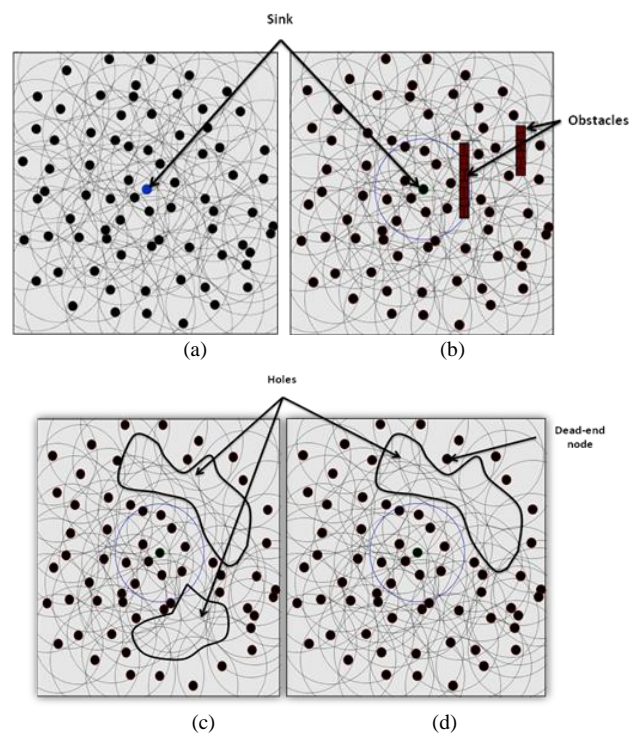 Sink
Obstacles
(a)
(b)
Holes
Dead-end
node
(c)
(d)